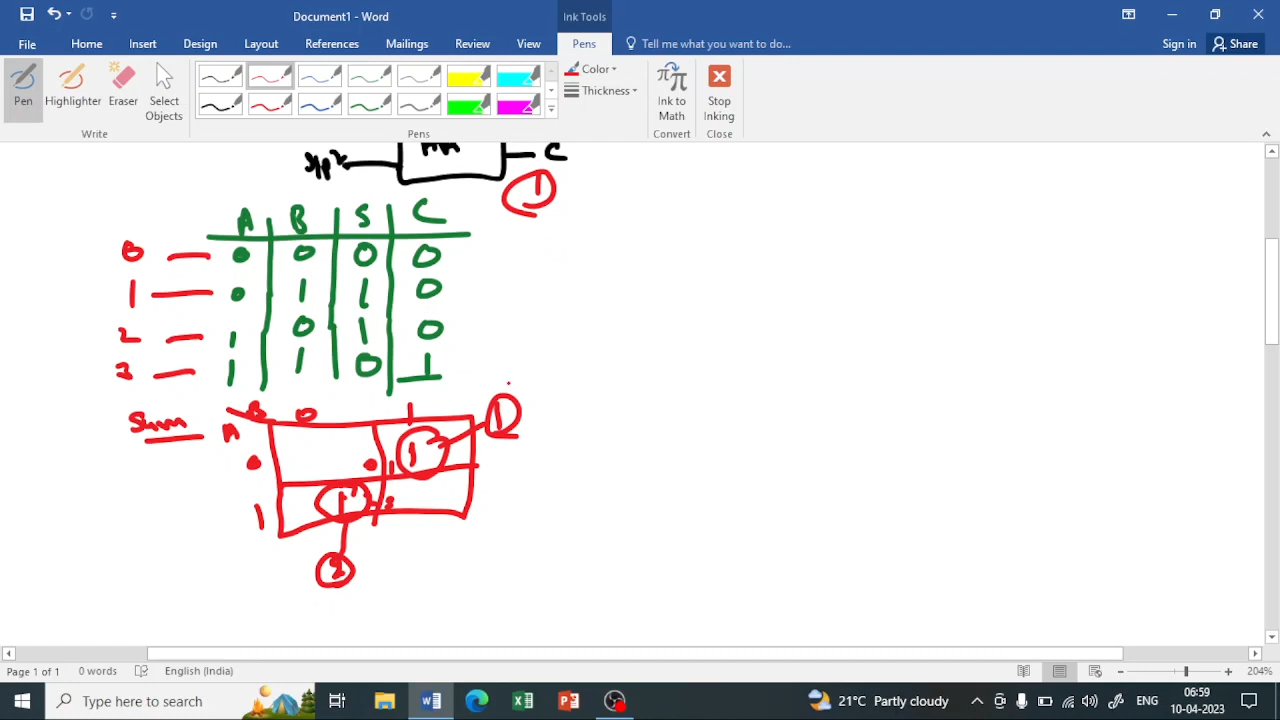 Document1 - Word
Ink Tools
File Home Insert Design Layout References Mailings Review View Pens Tell me what you want to do... Sign in Share
Pen Highlighter Eraser Select Objects
Color
Thickness
Ink to Math
Stop Inking
Write Pens Convert Close
C
1
A B S C
0 0 0 0 0
1 0 1 1 0
2 1 0 1 0
3 1 1 0 1
Sum
B 0 1
A
1
0 0 1 1
1 1 2 3
2
Page 1 of 1 0 words English (India) 204%
Type here to search
21°C Partly cloudy
ENG
06:59
10-04-2023